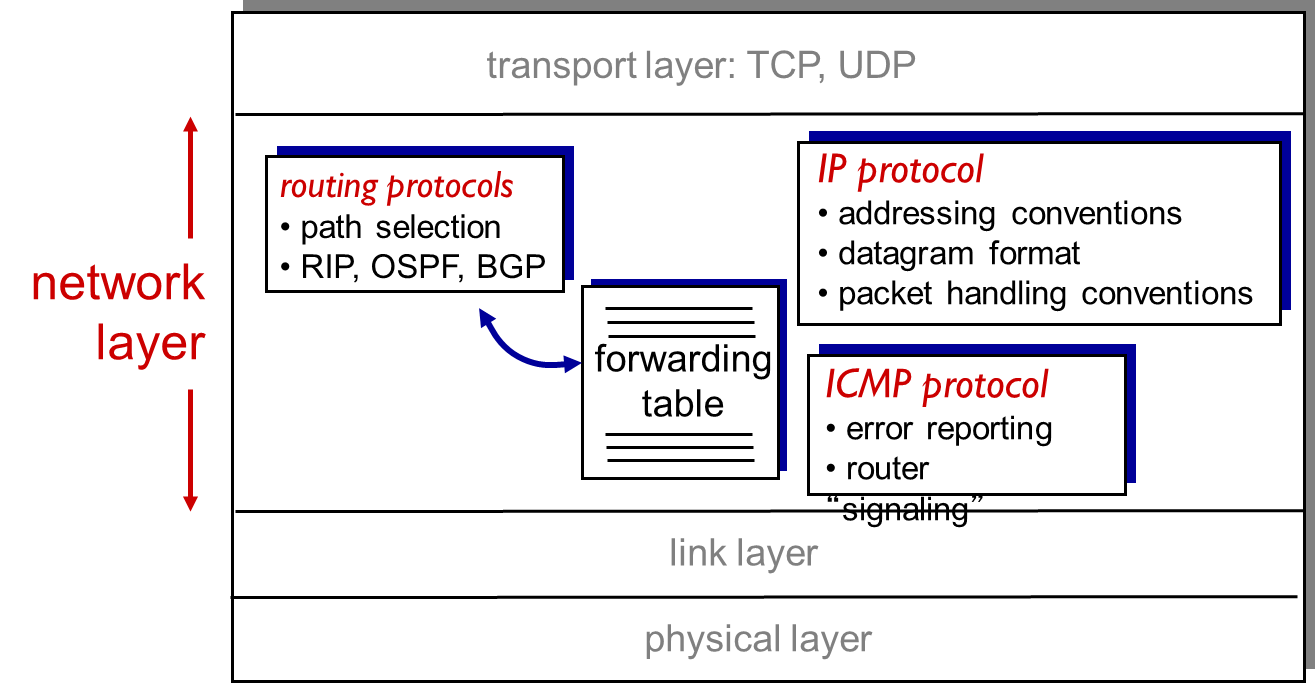 transport layer: TCP, UDP
network
layer
routing protocols
• path selection
• RIP, OSPF, BGP
forwarding
table
IP protocol
• addressing conventions
• datagram format
• packet handling conventions
ICMP protocol
• error reporting
• router
“signaling”
link layer
physical layer